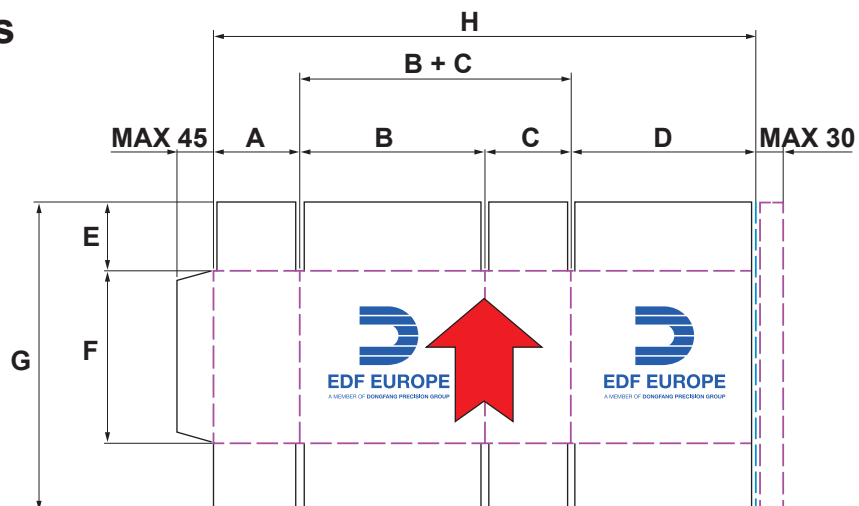 s
H
B + C
MAX 45 A B C D MAX 30
E
F
G
EDF EUROPE
A MEMBER OF DONGFANG PRECISION GROUP
EDF EUROPE
A MEMBER OF DONGFANG PRECISION GROUP